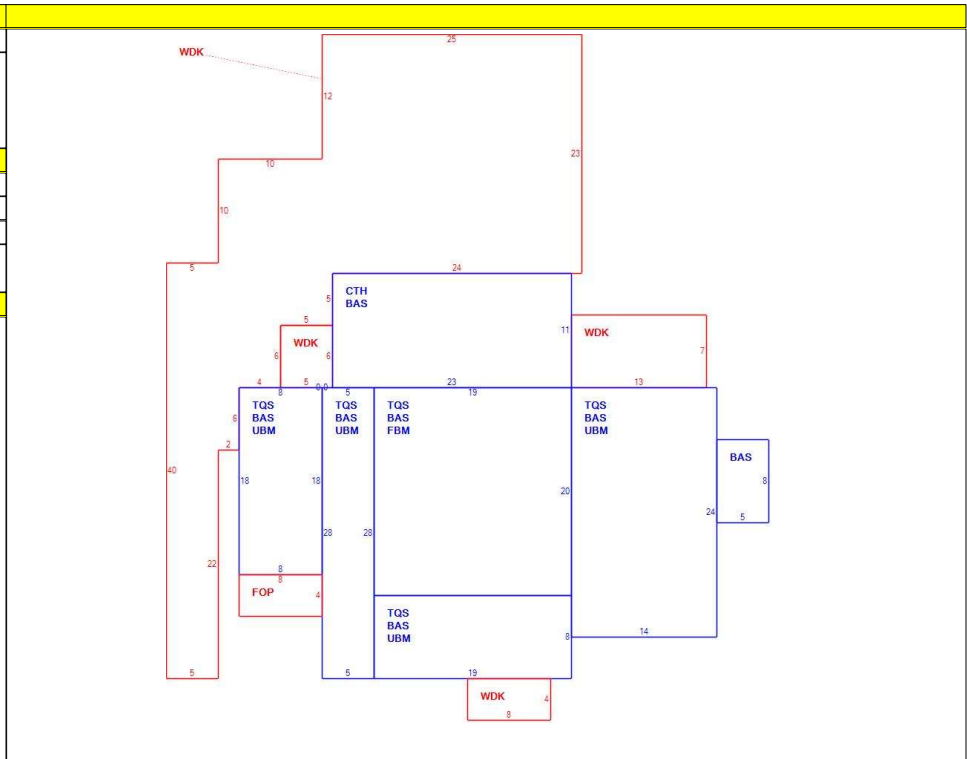 25
WDK
12
23
10
10
5
24
CTH
BAS
5
5
11
WDK
WDK
6
6
7
4
5
0.0
5
23
13
8
19
TQS
BAS
UBM
TQS
BAS
UBM
TQS
BAS
FBM
TQS
BAS
UBM
6
2
BAS
40
18
18
20
8
24
5
28
28
22
8
8
FOP
4
TQS
BAS
UBM
8
14
5
5
19
WDK
4
8